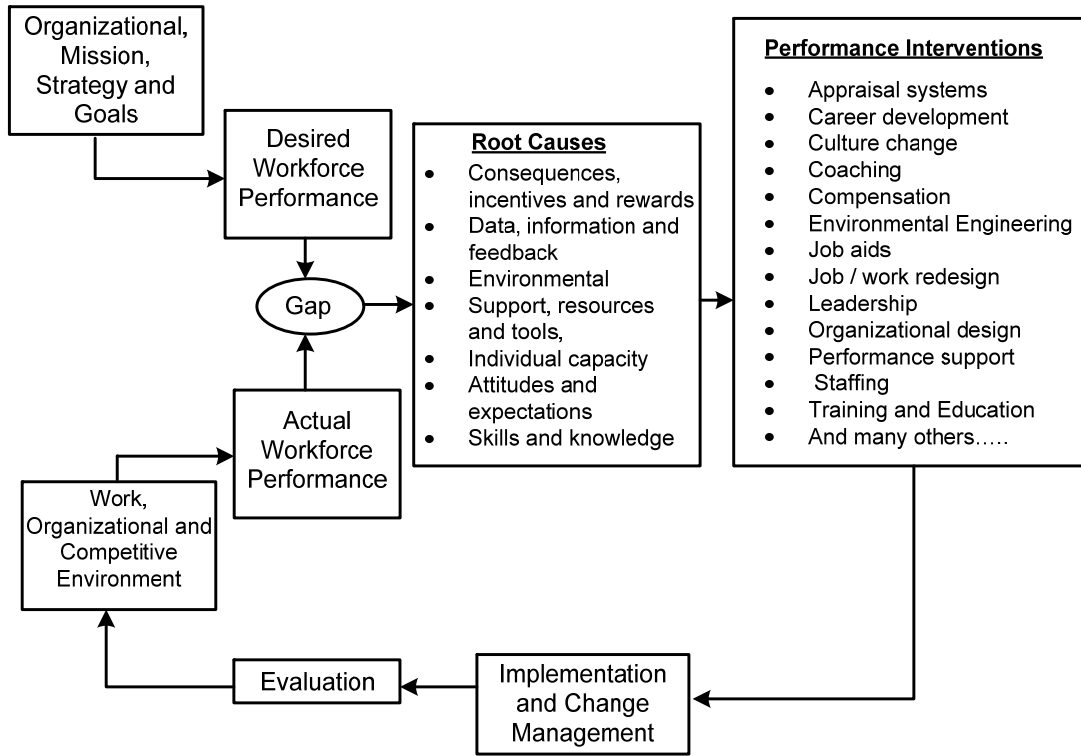 Organizational,
Mission,
Strategy and
Goals
Desired
Workforce
Performance
Gap
Actual
Workforce
Performance
Work,
Organizational and
Competitive
Environment
Root Causes
• Consequences,
incentives and rewards
• Data, information and
feedback
• Environmental
• Support, resources
and tools,
• Individual capacity
• Attitudes and
expectations
• Skills and knowledge
Performance Interventions
• Appraisal systems
• Career development
• Culture change
• Coaching
• Compensation
• Environmental Engineering
• Job aids
• Job / work redesign
• Leadership
• Organizational design
• Performance support
• Staffing
• Training and Education
• And many others…..
Implementation
and Change
Management
Evaluation